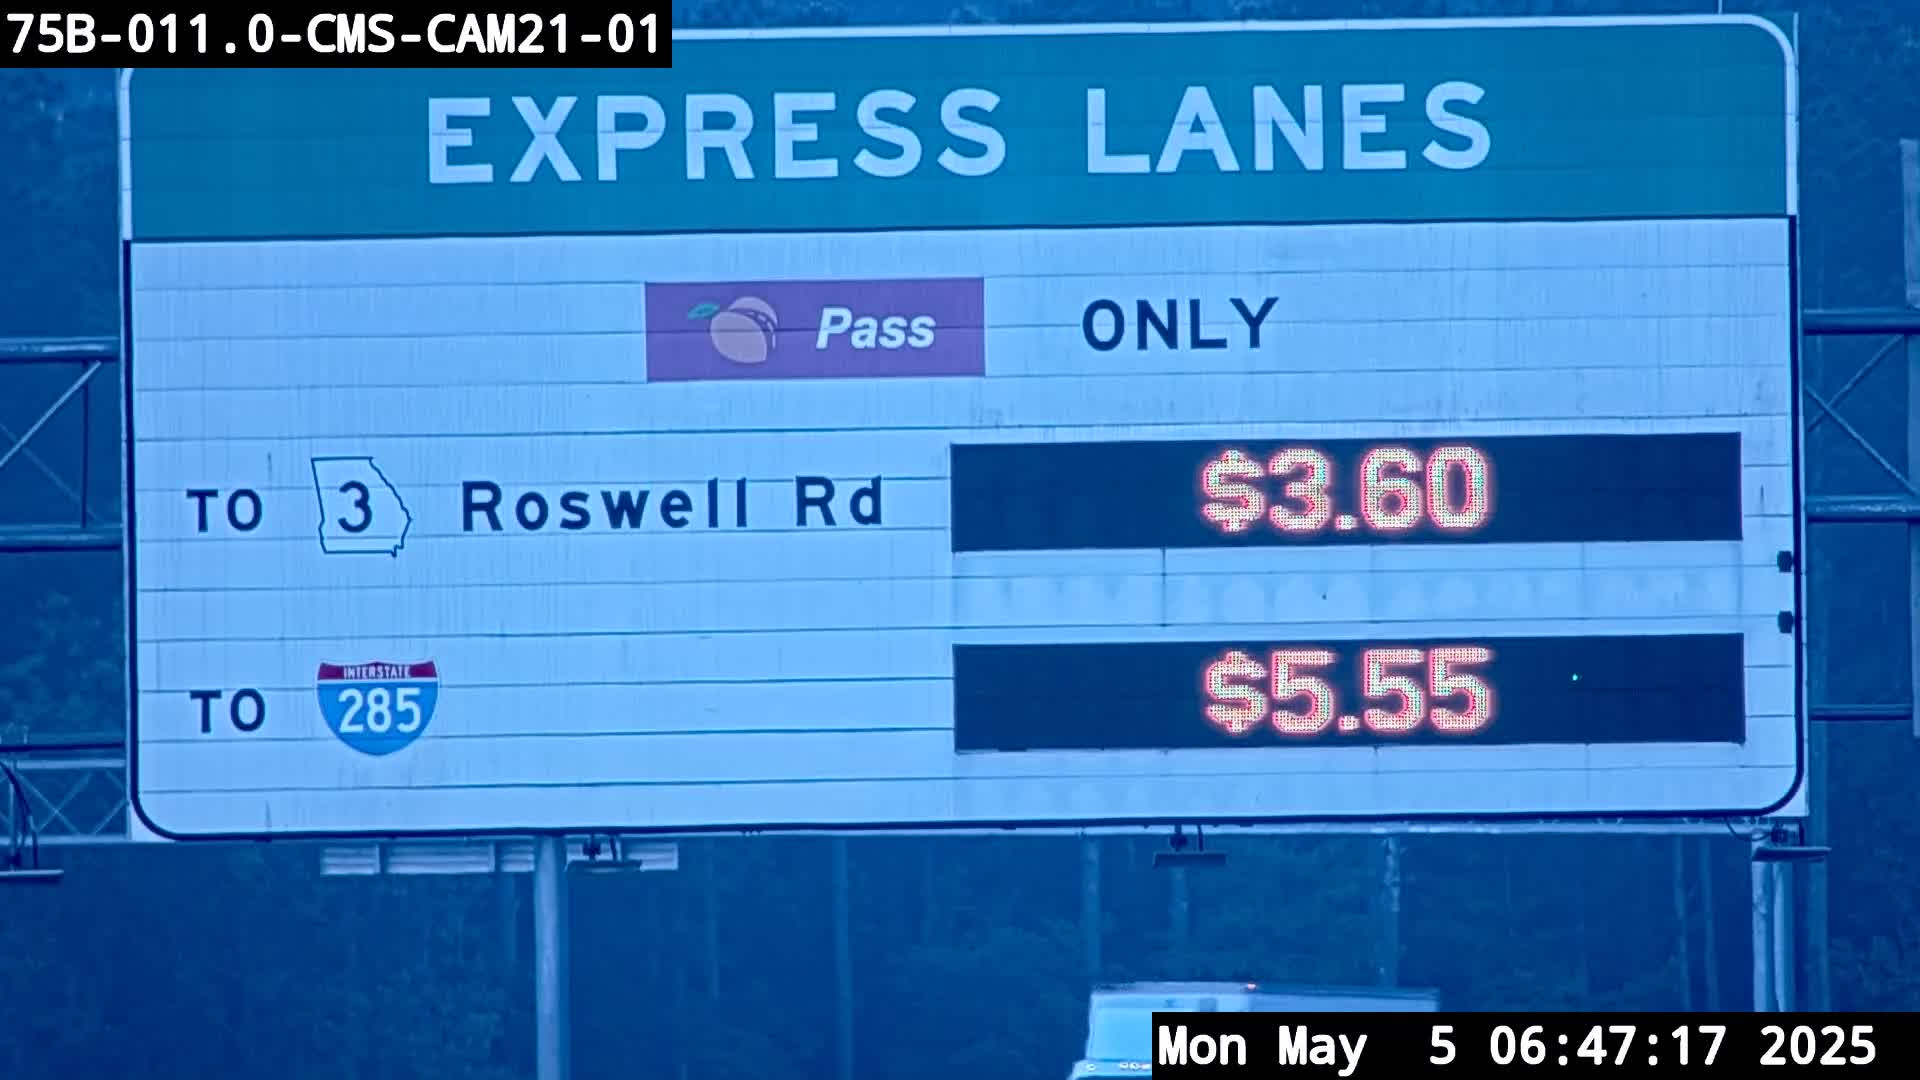 75B-011.0-CMS-CAM21-01
EXPRESS LANES
Pass ONLY
TO 3 Roswell Rd $3.60
INTERSTATE
TO 285 $5.55
Mon May 5 06:47:17 2025